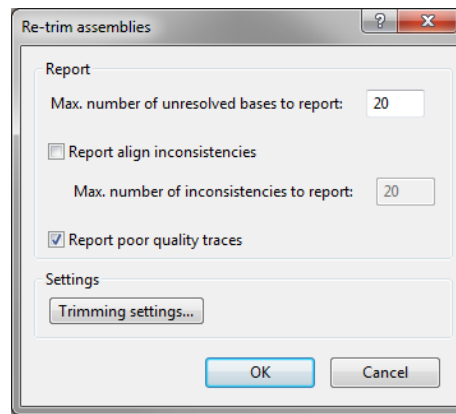 Re-trim assemblies
Report
Max. number of unresolved bases to report: 20
Report align inconsistencies
Max. number of inconsistencies to report: 20
Report poor quality traces
Settings
Trimming settings...
OK Cancel